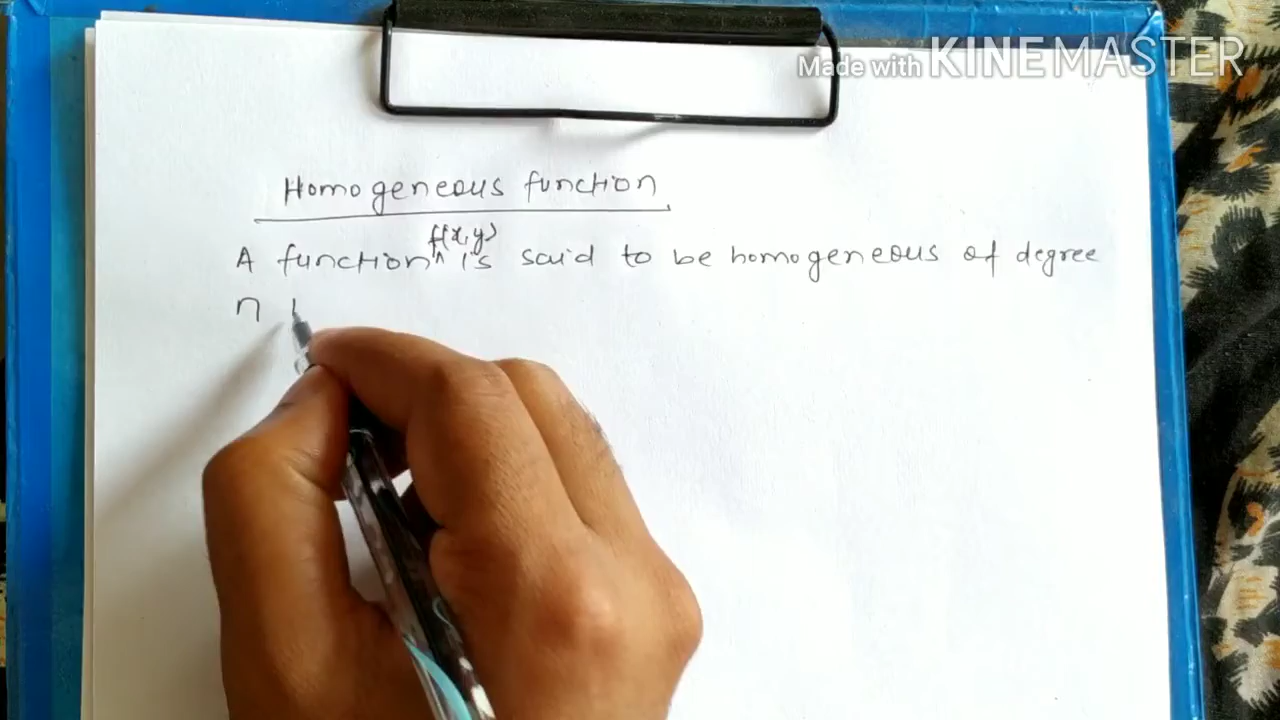 Made with KINEMASTER
Homogeneous function
A function f(x,y) is said to be homogeneous of degree
n